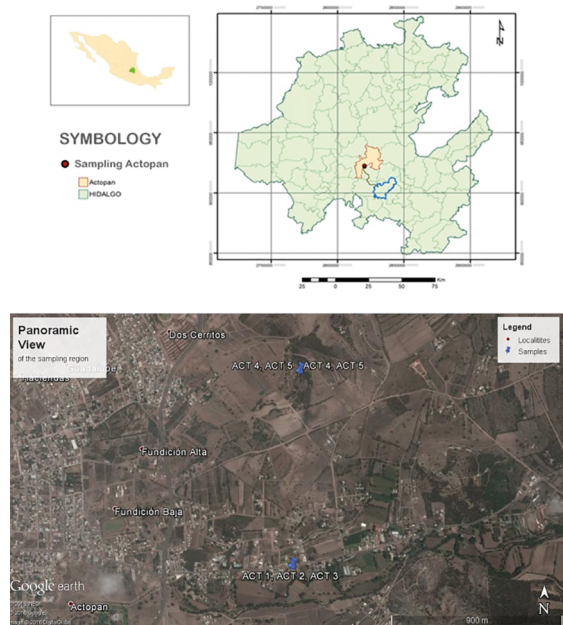 N
SYMBOLOGY
Sampling Actopan
Actopan
HIDALGO
25 0 25 50 75 Km
Panoramic
View
of the sampling region
Legend
Localitites
Samples
Dos Cerritos
ACT 4, ACT 5 ACT 4, ACT 5
Fundición Alta
Fundición Baja
ACT 1, ACT 2, ACT 3
Google earth
Actopan
N
900 m